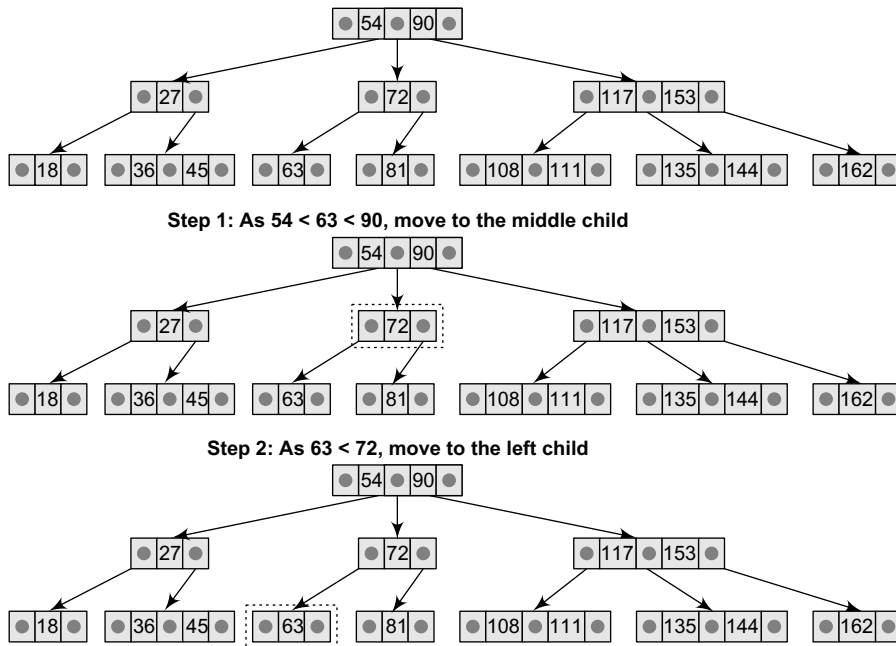 54 90
27 72 117 153
18 36 45 63 81 108 111 135 144 162
Step 1: As 54 < 63 < 90, move to the middle child
54 90
27 72 117 153
18 36 45 63 81 108 111 135 144 162
Step 2: As 63 < 72, move to the left child
54 90
27 72 117 153
18 36 45 63 81 108 111 135 144 162